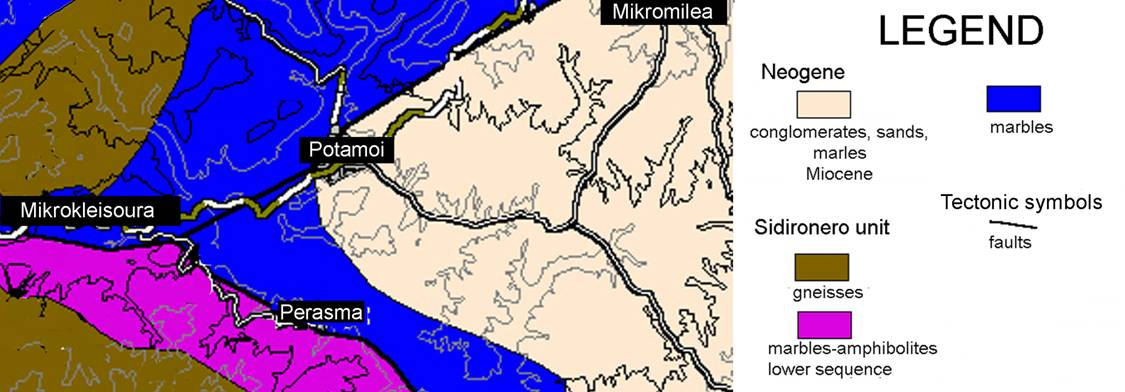 Mikromilea
Potamoi
Mikrokleisoura
Perasma
LEGEND
Neogene
conglomerates, sands,
marles
Miocene
marbles
Tectonic symbols
faults
Sidironero unit
gneisses
marbles-amphibolites
lower sequence